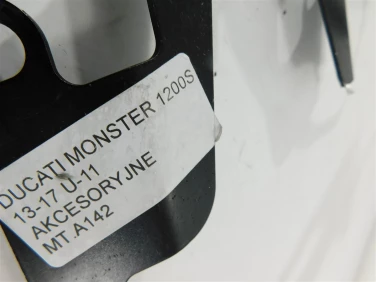 DUCATI MONSTER 1200S
13-17 U-11
AKCESORYJNE
MT.A142